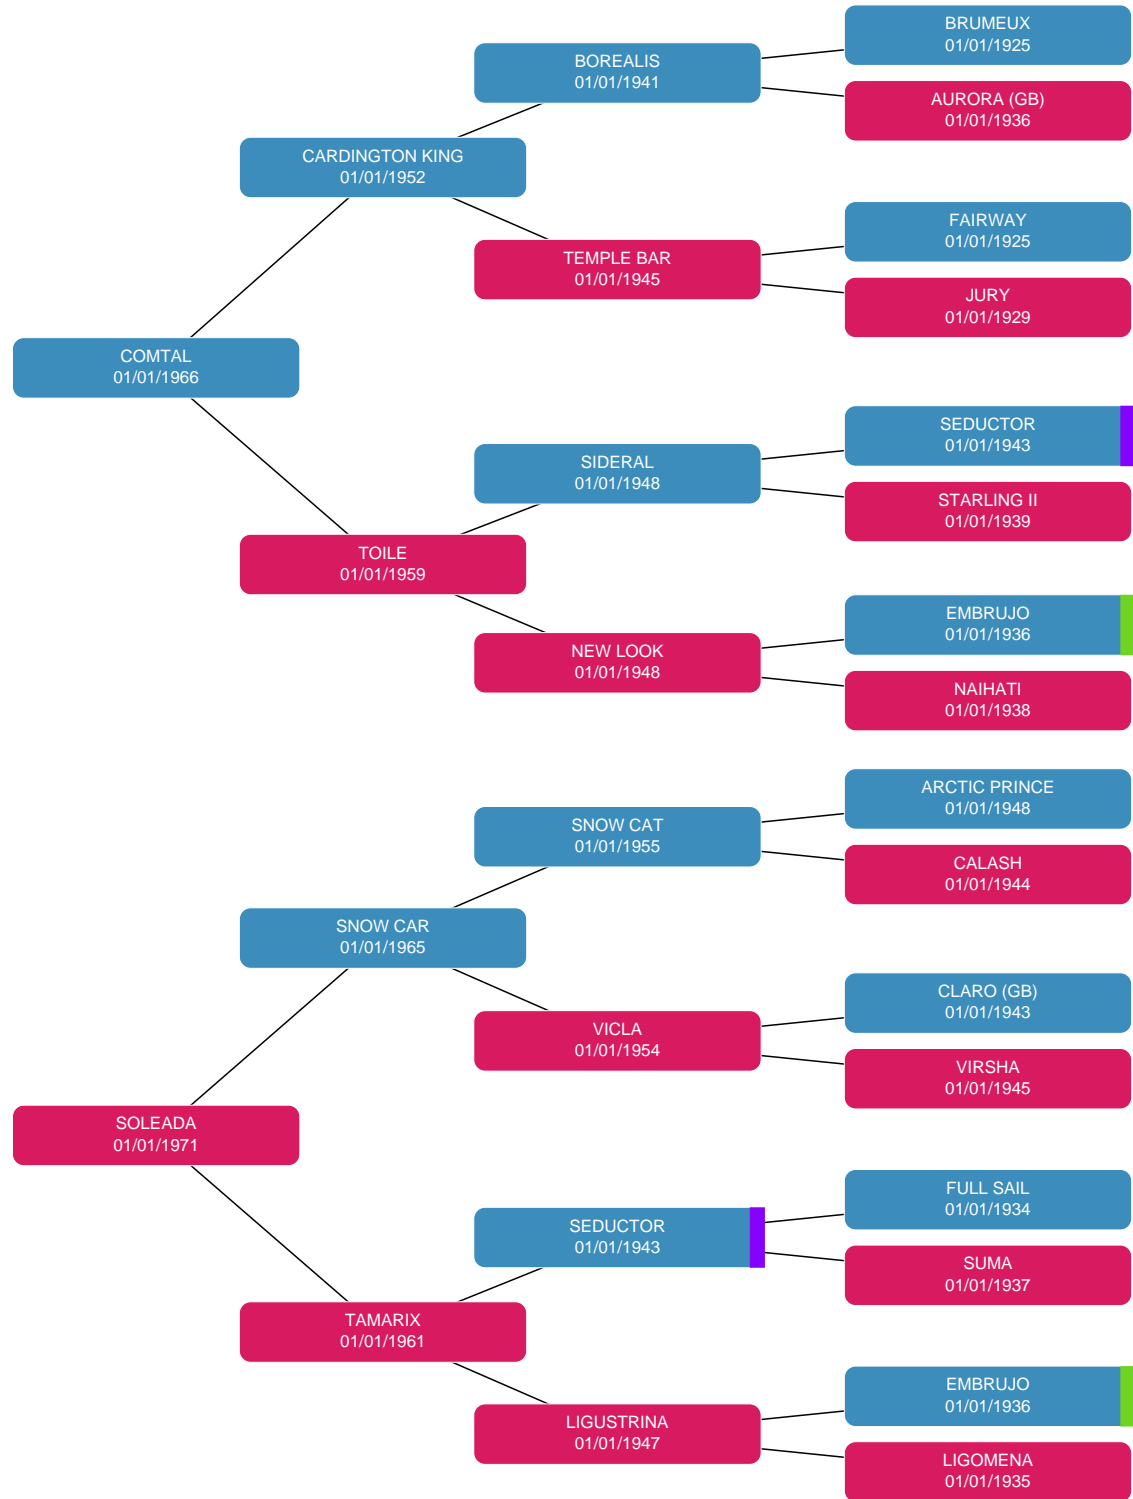 BRUMEUX
01/01/1925
BOREALIS
01/01/1941
AURORA (GB)
01/01/1936
CARDINGTON KING
01/01/1952
FAIRWAY
01/01/1925
TEMPLE BAR
01/01/1945
JURY
01/01/1929
COMTAL
01/01/1966
SEDUCTOR
01/01/1943
SIDERAL
01/01/1948
STARLING II
01/01/1939
TOILE
01/01/1959
EMBRUJO
01/01/1936
NEW LOOK
01/01/1948
NAIHATI
01/01/1938
ARCTIC PRINCE
01/01/1948
SNOW CAT
01/01/1955
CALASH
01/01/1944
SNOW CAR
01/01/1965
CLARO (GB)
01/01/1943
VICLA
01/01/1954
VIRSHA
01/01/1945
SOLEADA
01/01/1971
FULL SAIL
01/01/1934
SEDUCTOR
01/01/1943
SUMA
01/01/1937
TAMARIX
01/01/1961
EMBRUJO
01/01/1936
LIGUSTRINA
01/01/1947
LIGOMENA
01/01/1935